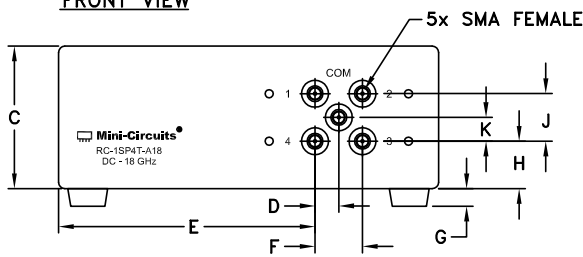 FRONT VIEW
5x SMA FEMALE
COM
1
2
C
K
J
Mini-Circuits
4
3
RC-1SP4T-A18
DC - 18 GHz
H
D
E
G
F